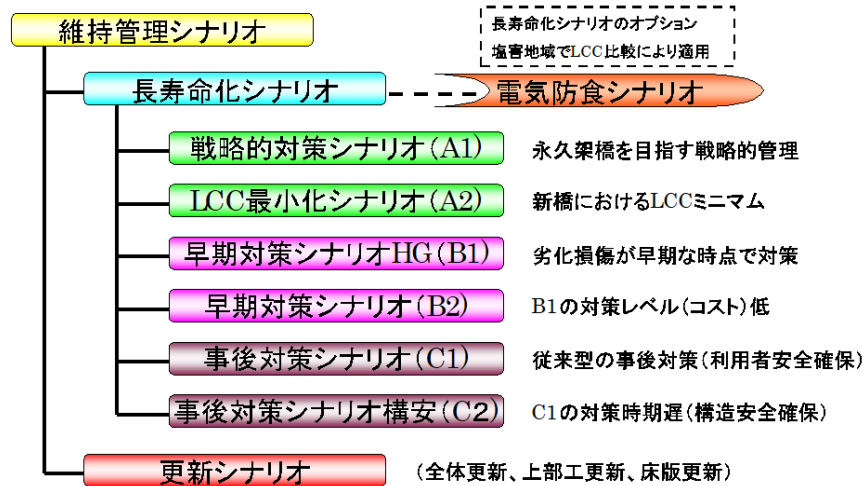 維持管理シナリオ
長寿命化シナリオのオプション
塩害地域でLCC比較により適用
長寿命化シナリオ
電気防食シナリオ
戦略的対策シナリオ(A1)
永久架橋を目指す戦略的管理
LCC最小化シナリオ(A2)
新橋におけるLCCミニマム
早期対策シナリオHG(B1)
劣化損傷が早期な時点で対策
早期対策シナリオ(B2)
B1の対策レベル(コスト)低
事後対策シナリオ(C1)
従来型の事後対策(利用者安全確保)
事後対策シナリオ構安(C2)
C1の対策時期遅(構造安全確保)
更新シナリオ
(全体更新、上部工更新、床版更新)